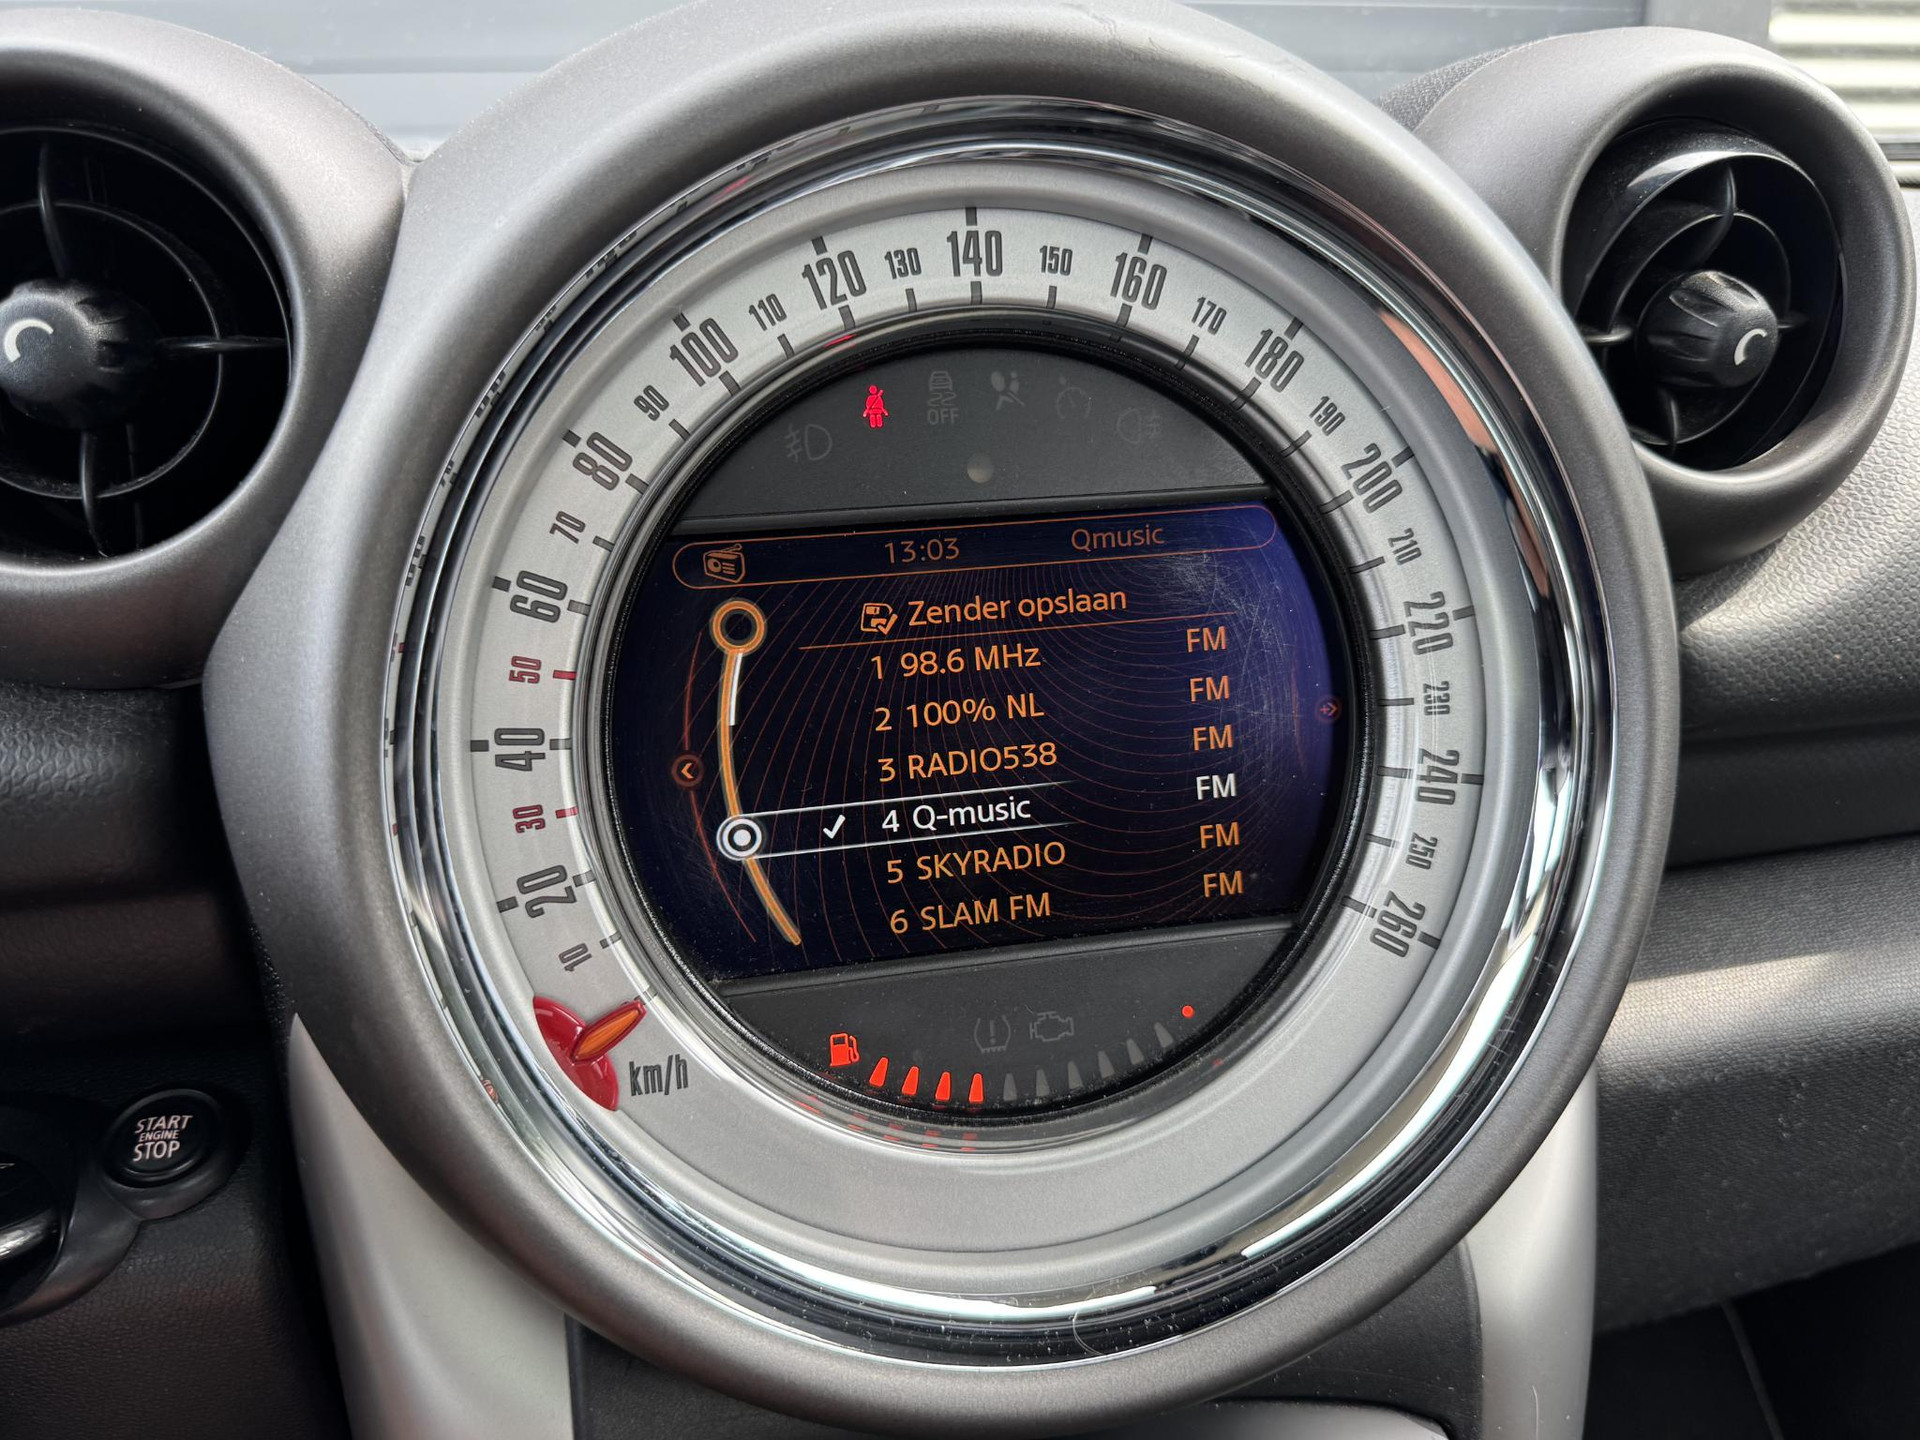 10
20
30
40
50
60
70
80
90
100
110
120
130
140
150
160
170
180
190
200
210
220
230
240
250
260
km/h
OFF
13:03 Qmusic
Zender opslaan
1 98.6 MHz FM
2 100% NL FM
3 RADIO538 FM
4 Q-music FM
5 SKYRADIO FM
6 SLAM FM FM
START
ENGINE
STOP